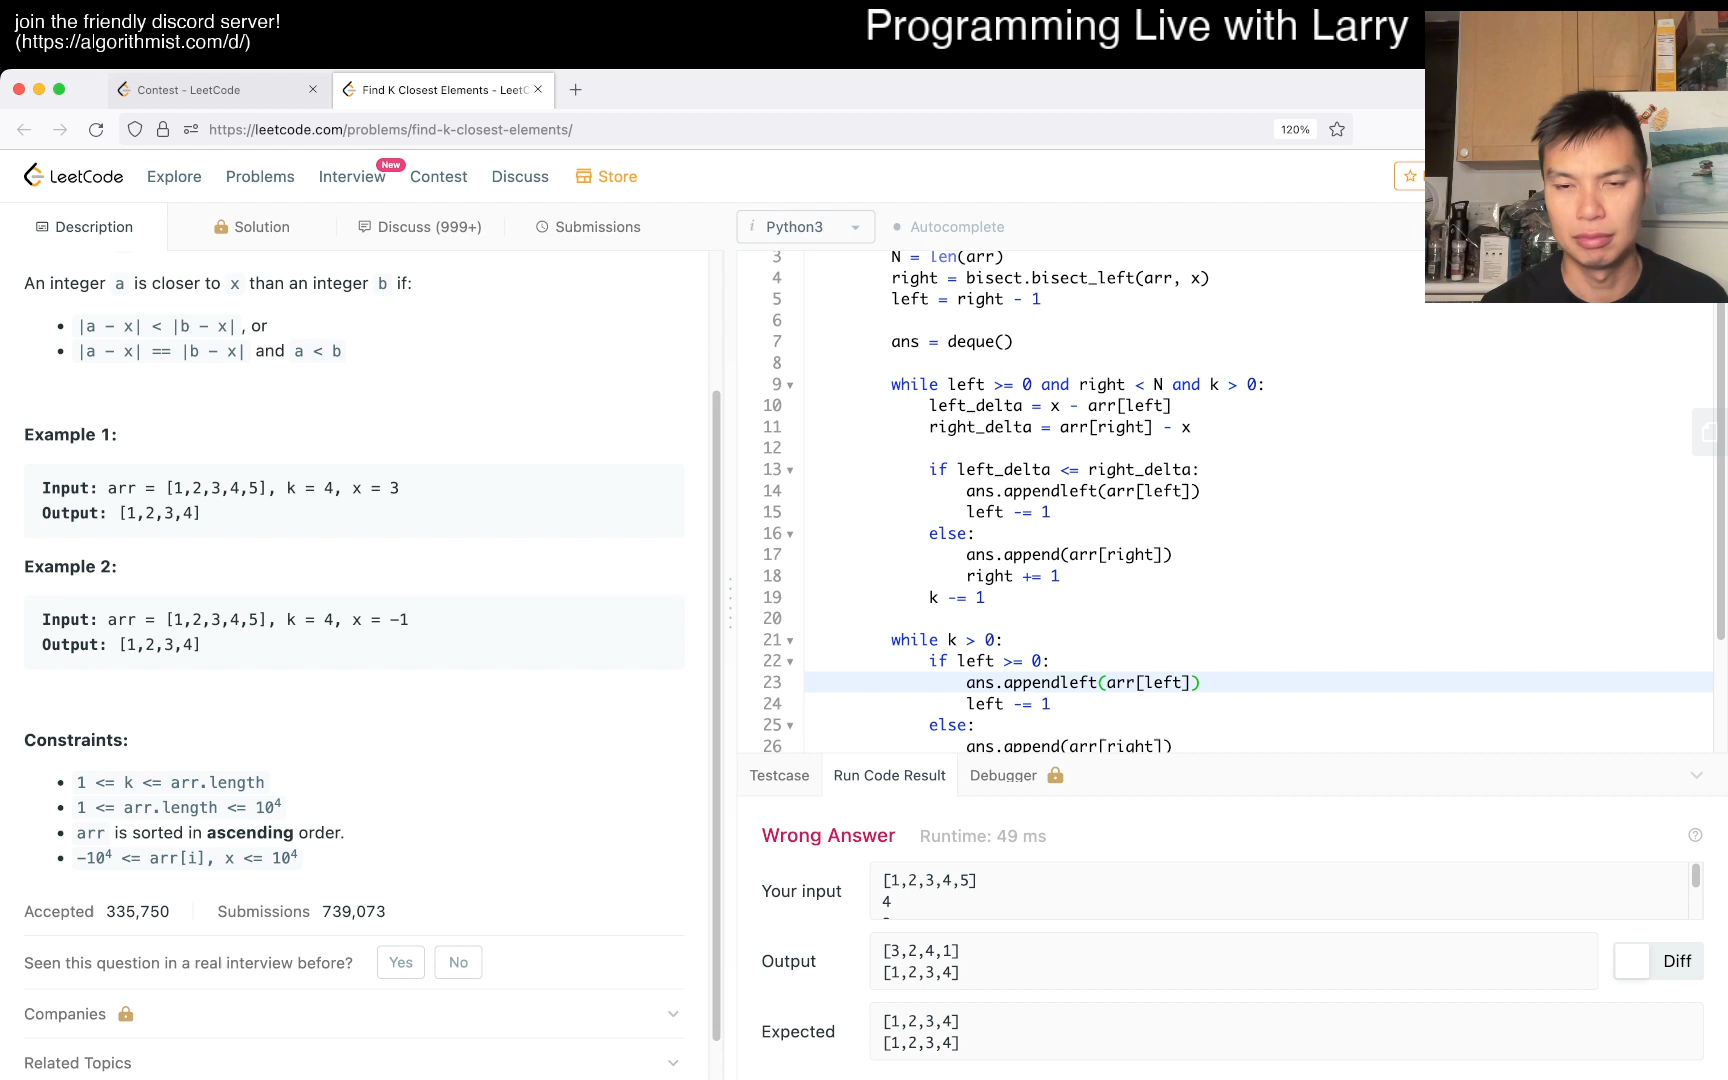 join the friendly discord server!
(https://algorithmist.com/d/)
Programming Live with Larry
Contest - LeetCode
Find K Closest Elements - LeetC
https://leetcode.com/problems/find-k-closest-elements/
120%
LeetCode
Explore
Problems
Interview
New
Contest
Discuss
Store
Description
Solution
Discuss (999+)
Submissions
i Python3
Autocomplete
An integer a is closer to x than an integer b if:
|a - x| < |b - x|, or
|a - x| == |b - x| and a < b
Example 1:
Input: arr = [1,2,3,4,5], k = 4, x = 3
Output: [1,2,3,4]
Example 2:
Input: arr = [1,2,3,4,5], k = 4, x = -1
Output: [1,2,3,4]
Constraints:
1 <= k <= arr.length
1 <= arr.length <= 10⁴
arr is sorted in ascending order.
-10⁴ <= arr[i], x <= 10⁴
Accepted 335,750
Submissions 739,073
Seen this question in a real interview before?
Yes
No
Companies
Related Topics
3 N = len(arr)
4 right = bisect.bisect_left(arr, x)
5 left = right - 1
6
7 ans = deque()
8
9 while left >= 0 and right < N and k > 0:
10 left_delta = x - arr[left]
11 right_delta = arr[right] - x
12
13 if left_delta <= right_delta:
14 ans.appendleft(arr[left])
15 left -= 1
16 else:
17 ans.append(arr[right])
18 right += 1
19 k -= 1
20
21 while k > 0:
22 if left >= 0:
23 ans.appendleft(arr[left])
24 left -= 1
25 else:
26 ans.append(arr[right])
Testcase
Run Code Result
Debugger
Wrong Answer
Runtime: 49 ms
Your input
[1,2,3,4,5]
4
Output
[3,2,4,1]
[1,2,3,4]
Diff
Expected
[1,2,3,4]
[1,2,3,4]